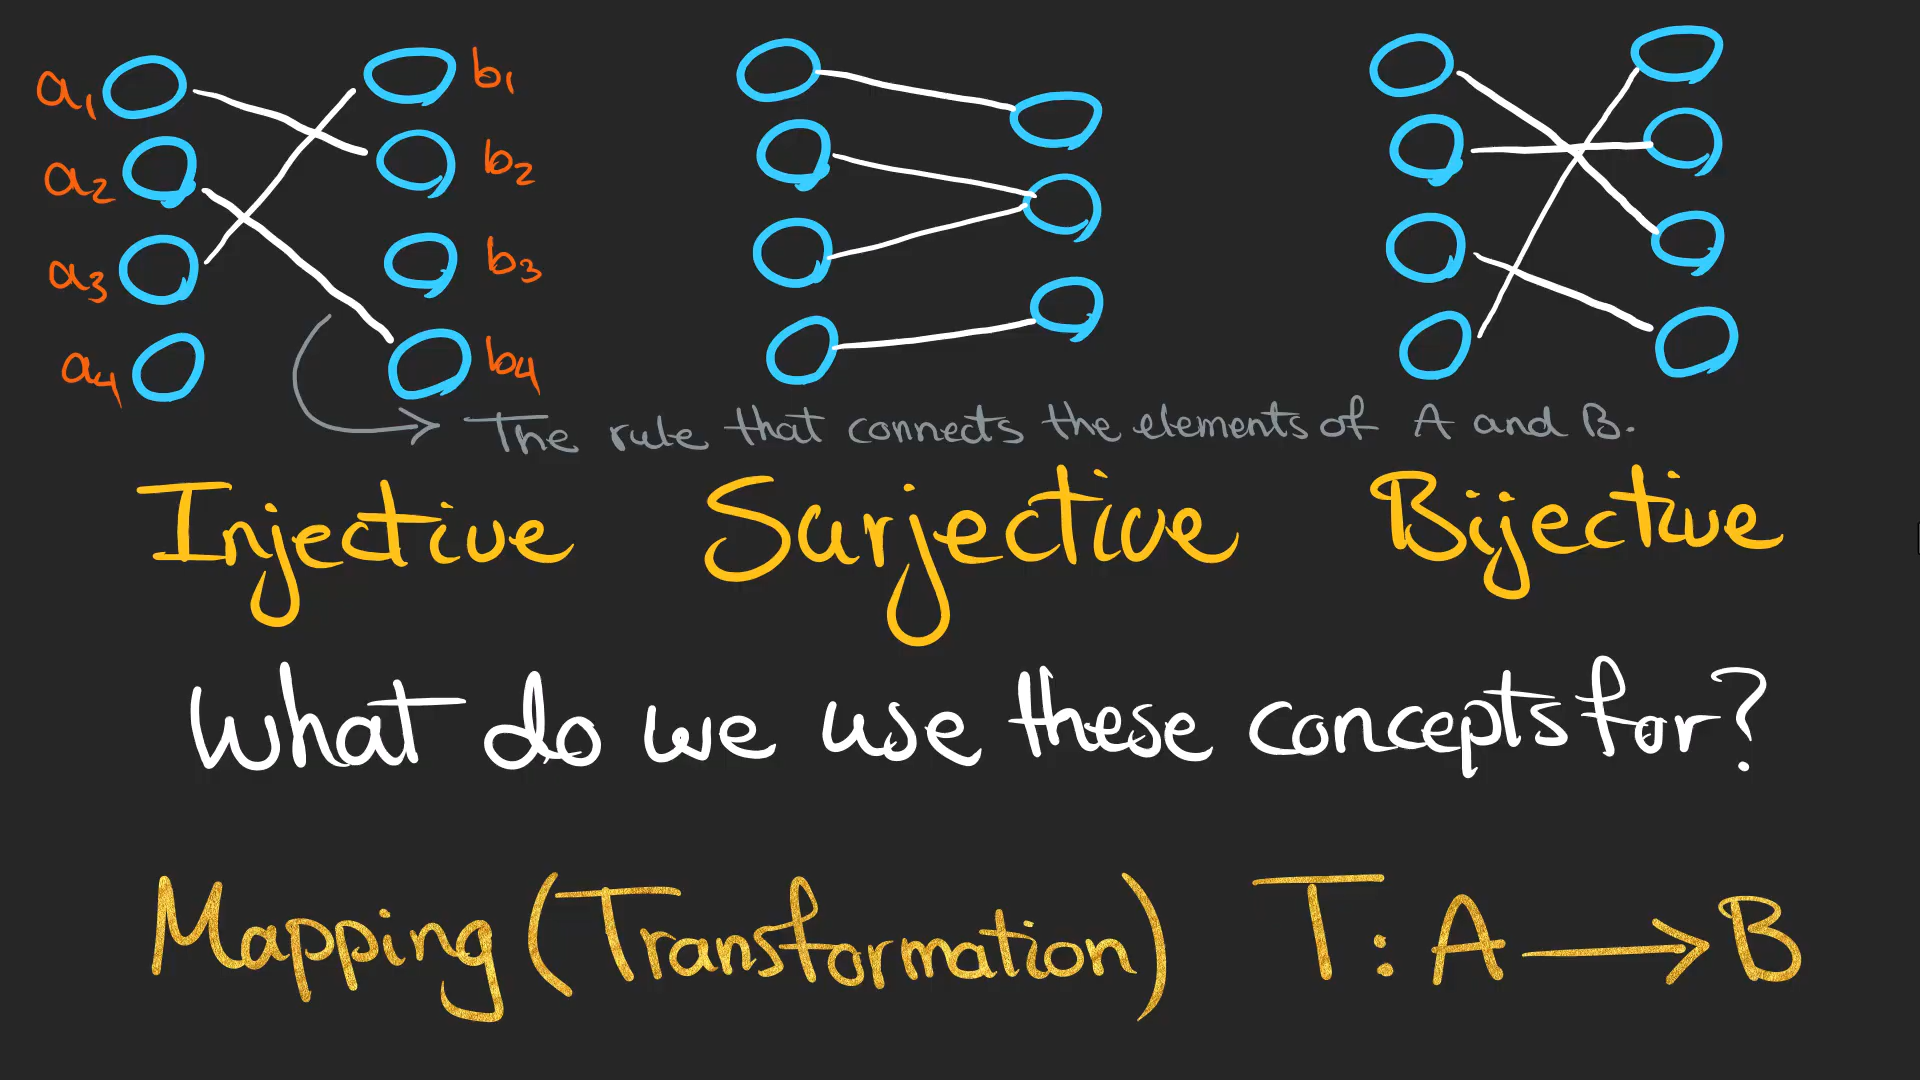 a1 b1
a2 b2
a3 b3
a4 b4
The rule that connects the elements of A and B.
Injective Surjective Bijective
What do we use these concepts for?
Mapping (Transformation) T: A → B